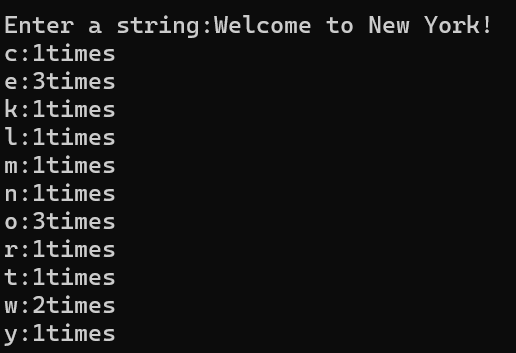 Enter a string:Welcome to New York!
c:1times
e:3times
k:1times
l:1times
m:1times
n:1times
o:3times
r:1times
t:1times
w:2times
y:1times